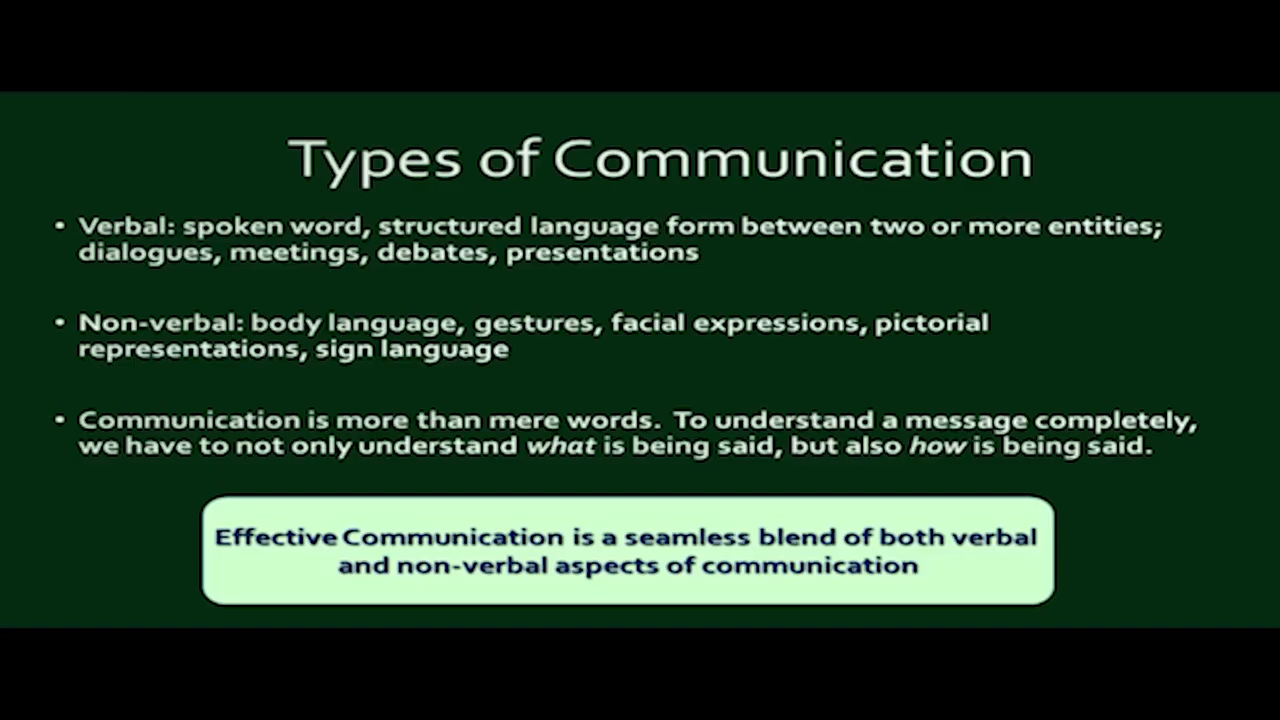 Types of Communication
• Verbal: spoken word, structured language form between two or more entities;
dialogues, meetings, debates, presentations
• Non-verbal: body language, gestures, facial expressions, pictorial
representations, sign language
• Communication is more than mere words. To understand a message completely,
we have to not only understand what is being said, but also how is being said.
Effective Communication is a seamless blend of both verbal
and non-verbal aspects of communication